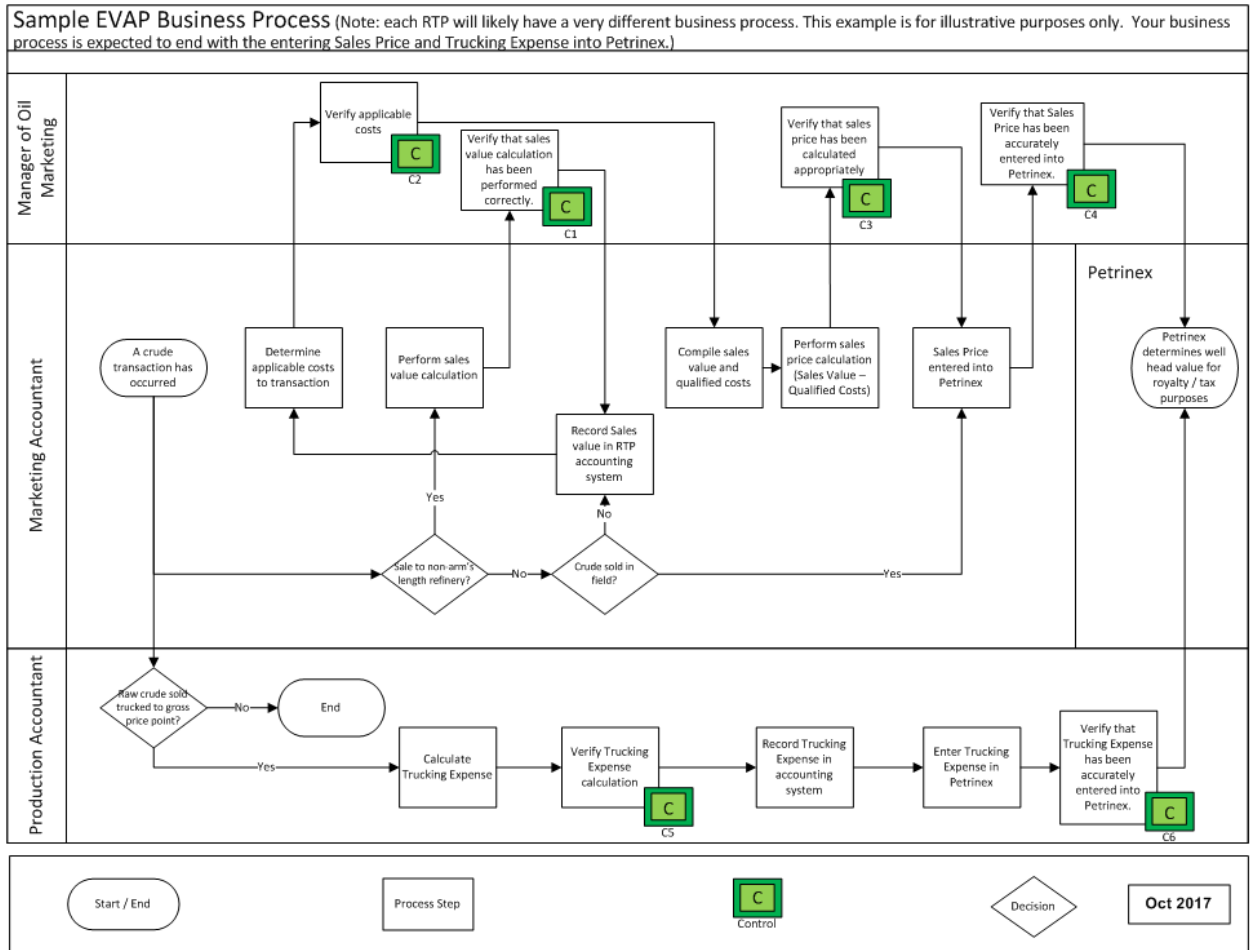 Sample EVAP Business Process (Note: each RTP will likely have a very different business process. This example is for illustrative purposes only. Your business
process is expected to end with the entering Sales Price and Trucking Expense into Petrinex.)
Manager of Oil
Marketing
Verify applicable
costs
C
C2
Verify that sales
value calculation
has been
performed
correctly.
C
C1
Verify that sales
price has been
calculated
appropriately
C
C3
Verify that Sales
Price has been
accurately
entered into
Petrinex.
C
C4
Marketing Accountant
A crude
transaction has
occurred
Determine
applicable costs
to transaction
Perform sales
value calculation
Record Sales
value in RTP
accounting
system
Compile sales
value and
qualified costs
Perform sales
price calculation
(Sales Value –
Qualified Costs)
Sales Price
entered into
Petrinex
Petrinex
Petrinex
determines well
head value for
royalty / tax
purposes
Yes
No
Sale to non-arm's
length refinery?
No
Crude sold in
field?
Yes
Production Accountant
Raw crude sold
trucked to gross
price point?
No
End
Yes
Calculate
Trucking Expense
Verify Trucking
Expense
calculation
C
C5
Record Trucking
Expense in
accounting
system
Enter Trucking
Expense in
Petrinex
Verify that
Trucking Expense
has been
accurately
entered into
Petrinex.
C
C6
Start / End
Process Step
C
Control
Decision
Oct 2017